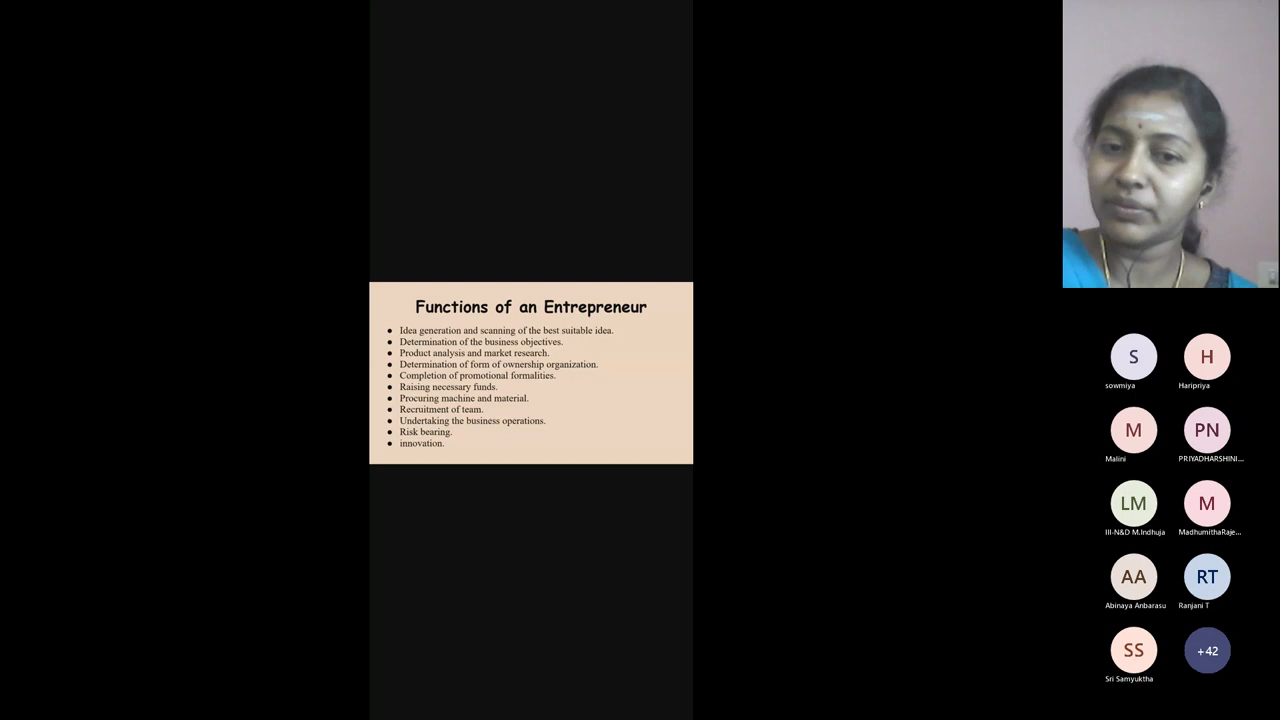 Functions of an Entrepreneur
● Idea generation and scanning of the best suitable idea.
● Determination of the business objectives.
● Product analysis and market research.
● Determination of form of ownership organization.
● Completion of promotional formalities.
● Raising necessary funds.
● Procuring machine and material.
● Recruitment of team.
● Undertaking the business operations.
● Risk bearing.
● innovation.
S
sowmiya
H
Haripriya
M
Malini
PN
PRIYADHARSHINI...
LM
III-N&D M.Indhuja
M
MadhumithaRaje...
AA
Abinaya Anbarasu
RT
Ranjani T
SS
Sri Samyuktha
+42